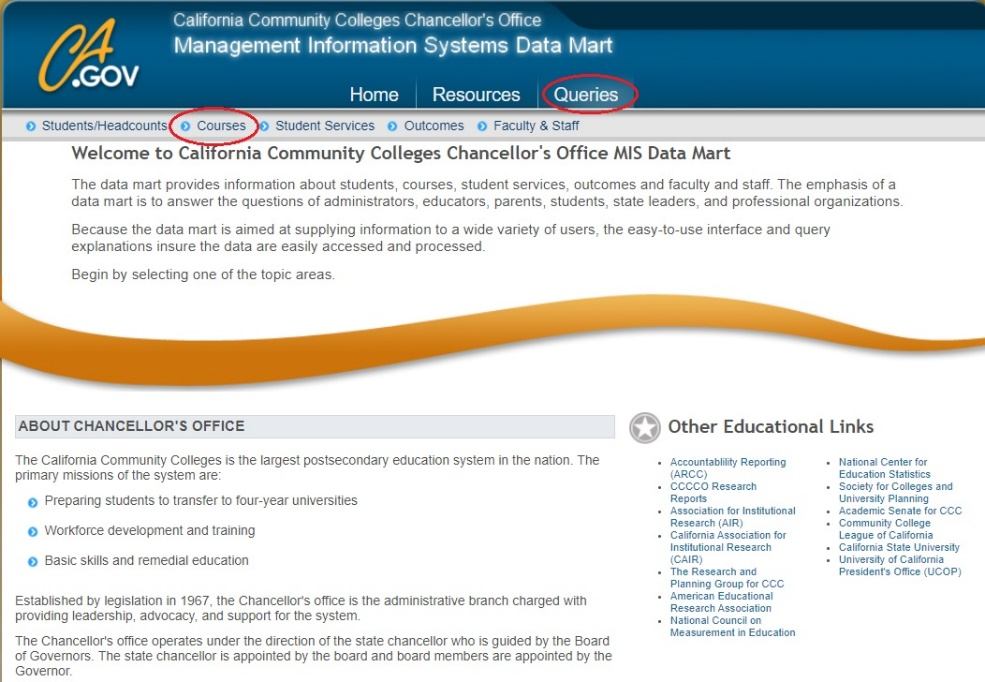 California Community Colleges Chancellor's Office
Management Information Systems Data Mart
CA
.GOV
Home Resources Queries
Students/Headcounts Courses Student Services Outcomes Faculty & Staff
Welcome to California Community Colleges Chancellor's Office MIS Data Mart
The data mart provides information about students, courses, student services, outcomes and faculty and staff. The emphasis of a
data mart is to answer the questions of administrators, educators, parents, students, state leaders, and professional organizations.
Because the data mart is aimed at supplying information to a wide variety of users, the easy-to-use interface and query
explanations insure the data are easily accessed and processed.
Begin by selecting one of the topic areas.
ABOUT CHANCELLOR'S OFFICE
The California Community Colleges is the largest postsecondary education system in the nation. The
primary missions of the system are:
Preparing students to transfer to four-year universities
Workforce development and training
Basic skills and remedial education
Established by legislation in 1967, the Chancellor's office is the administrative branch charged with
providing leadership, advocacy, and support for the system.
The Chancellor's office operates under the direction of the state chancellor who is guided by the Board
of Governors. The state chancellor is appointed by the board and board members are appointed by the
Governor.
Other Educational Links
• Accountablility Reporting
(ARCC)
• CCCCO Research
Reports
• Association for Institutional
Research (AIR)
• California Association for
Institutional Research
(CAIR)
• The Research and
Planning Group for CCC
• American Educational
Research Association
• National Council on
Measurement in Education
• National Center for
Education Statistics
• Society for Colleges and
University Planning
• Academic Senate for CCC
• Community College
League of California
• California State University
• University of California
President's Office (UCOP)